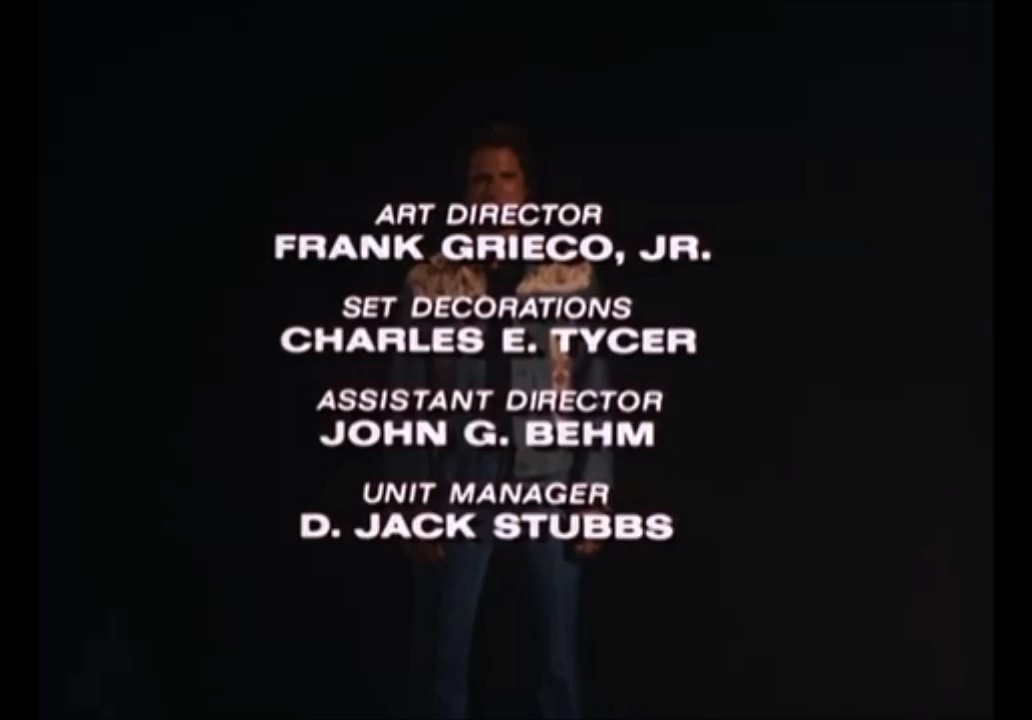 ART DIRECTOR
FRANK GRIECO, JR.
SET DECORATIONS
CHARLES E. TYCER
ASSISTANT DIRECTOR
JOHN G. BEHM
UNIT MANAGER
D. JACK STUBBS